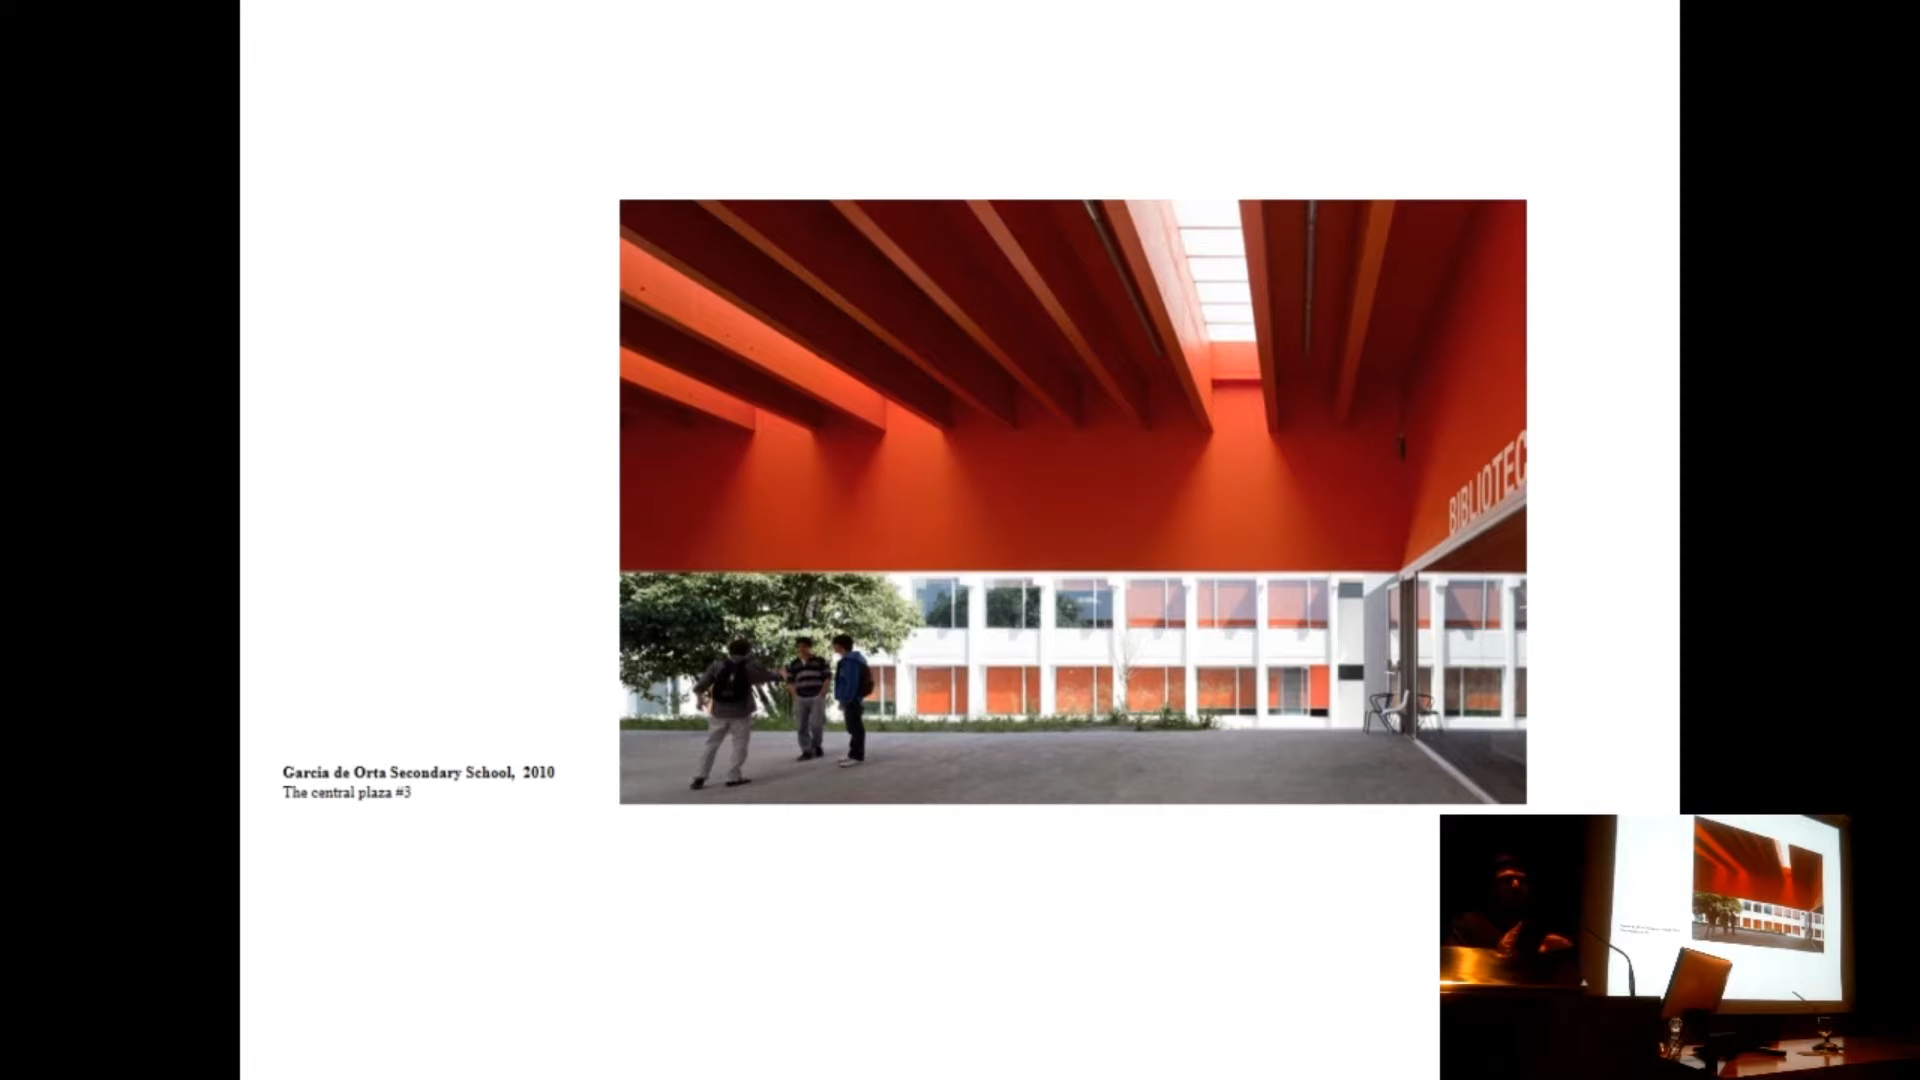 BIBLIOTEC
Garcia de Orta Secondary School, 2010
The central plaza #3